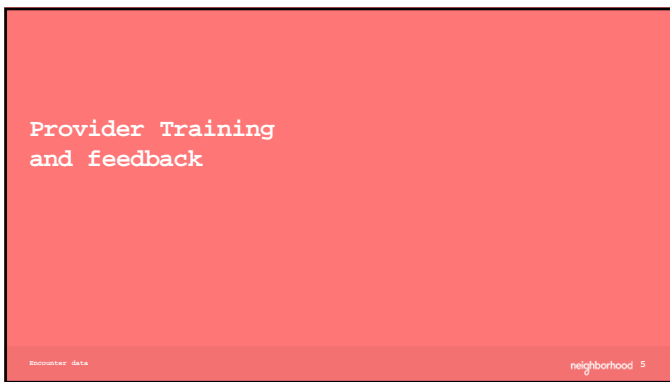 Provider Training
and feedback
Encounter data
neighborhood 5